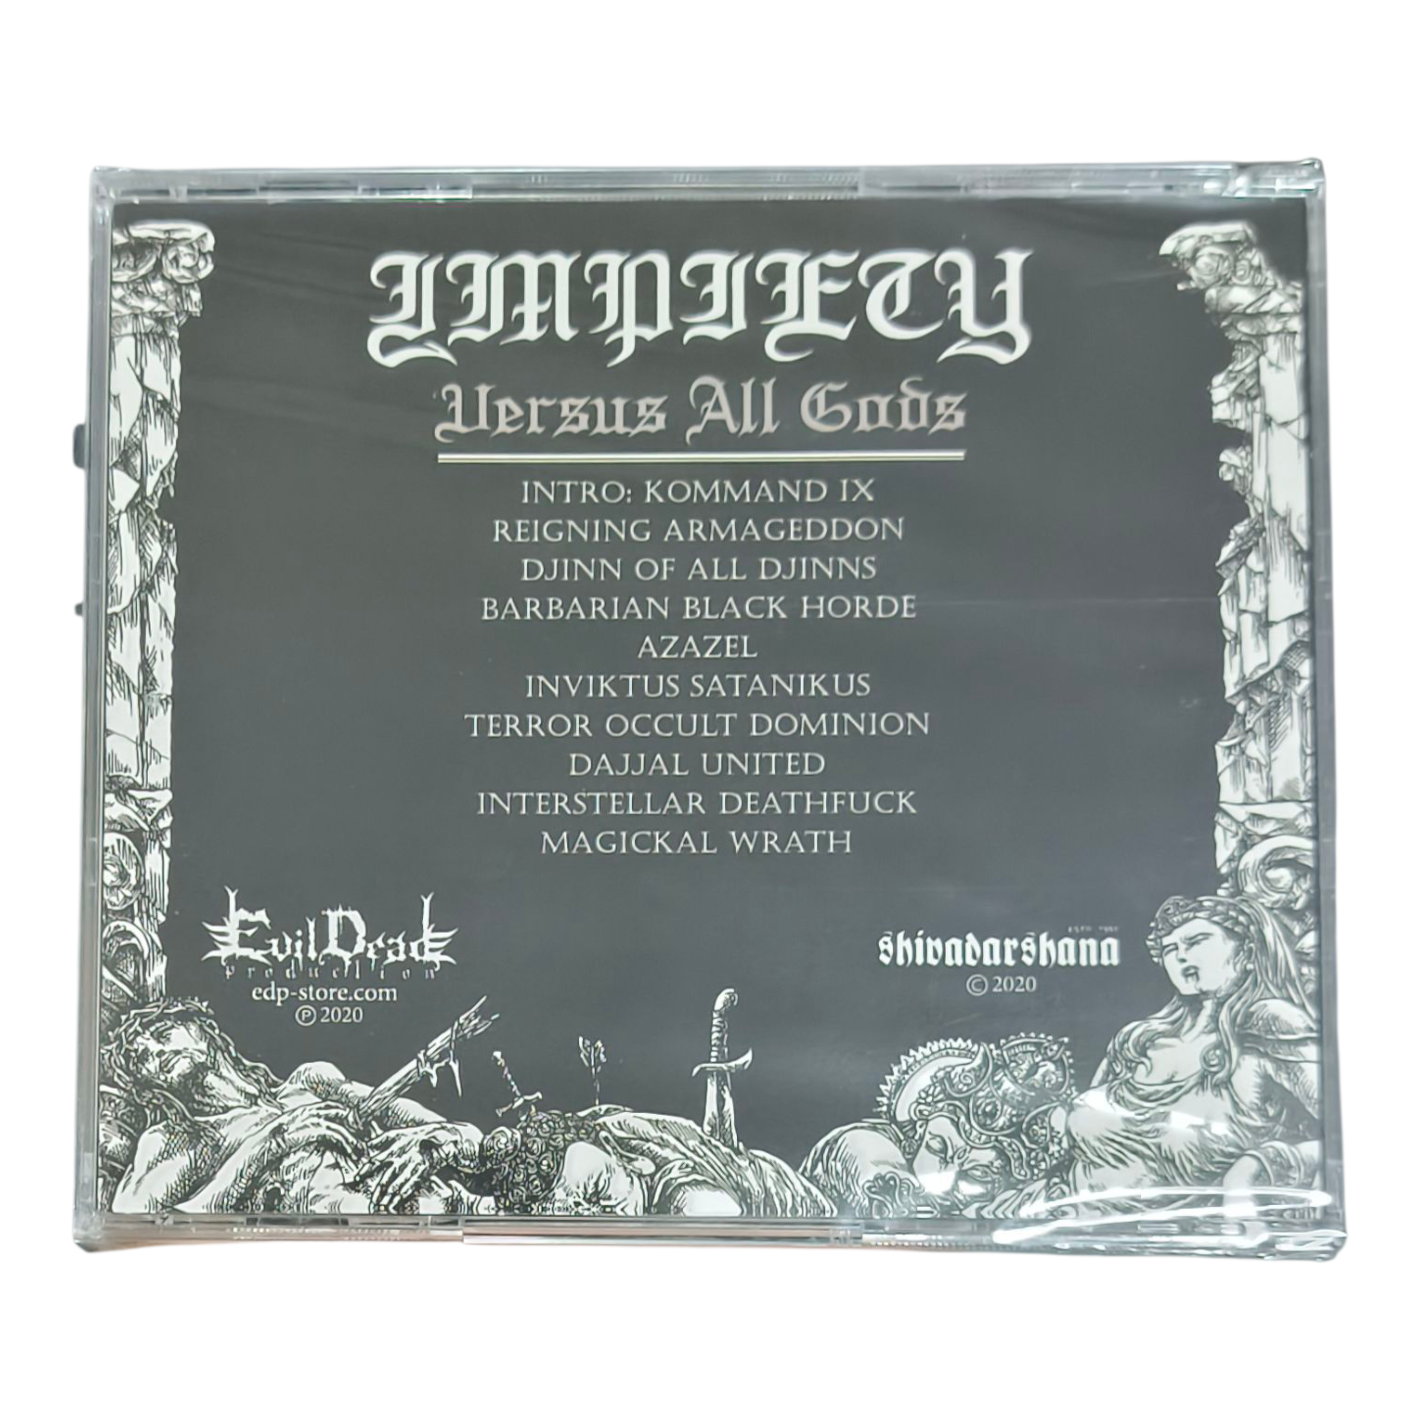 IMPIETY
Versus All Gods
INTRO: KOMMAND IX
REIGNING ARMAGEDDON
DJINN OF ALL DJINNS
BARBARIAN BLACK HORDE
AZAZEL
INVIKTUS SATANIKUS
TERROR OCCULT DOMINION
DAJJAL UNITED
INTERSTELLAR DEATHFUCK
MAGICKAL WRATH
EvilDead
production
edp-store.com
℗ 2020
shivadarshana
© 2020